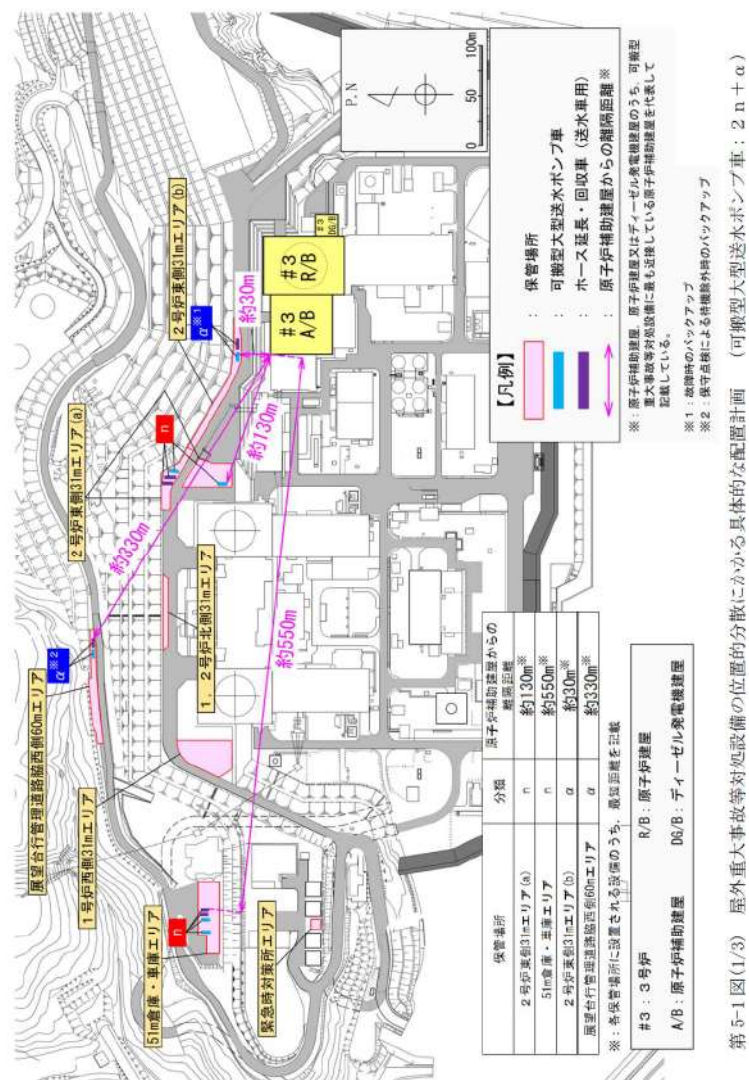 展望台行管理道路脇西側60mエリア
α※2
2号炉東側31mエリア(a)
n
2号炉東側31mエリア(b)
α※1
約30m
約330m
約130m
約550m
#3
A/B
#3
R/B
#3
DG/B
1号炉西側31mエリア
1, 2号炉北側31mエリア
51m倉庫・車庫エリア
n
緊急時対策所エリア
P.N
0 50 100m
【凡例】
: 保管場所
: 可搬型大型送水ポンプ車
: ホース延長・回収車(送水車用)
: 原子炉補助建屋からの離隔距離※
※:原子炉補助建屋,原子炉建屋又はディーゼル発電機建屋のうち,可搬型
重大事故等対処設備に最も近接している原子炉補助建屋を代表して
記載している。
※1:故障時のバックアップ
※2:保守点検による待機除外時のバックアップ
保管場所 分類 原子炉補助建屋からの
離隔距離
2号炉東側31mエリア(a) n 約130m※
51m倉庫・車庫エリア n 約550m※
2号炉東側31mエリア(b) α 約30m※
展望台行管理道路脇西側60mエリア α 約330m※
※:各保管場所に設置される設備のうち,最短距離を記載
#3:3号炉 R/B:原子炉建屋
A/B:原子炉補助建屋 DG/B:ディーゼル発電機建屋
第5-1図(1/3) 屋外重大事故等対処設備の位置的分散にかかる具体的な配置計画 (可搬型大型送水ポンプ車:2n+α)